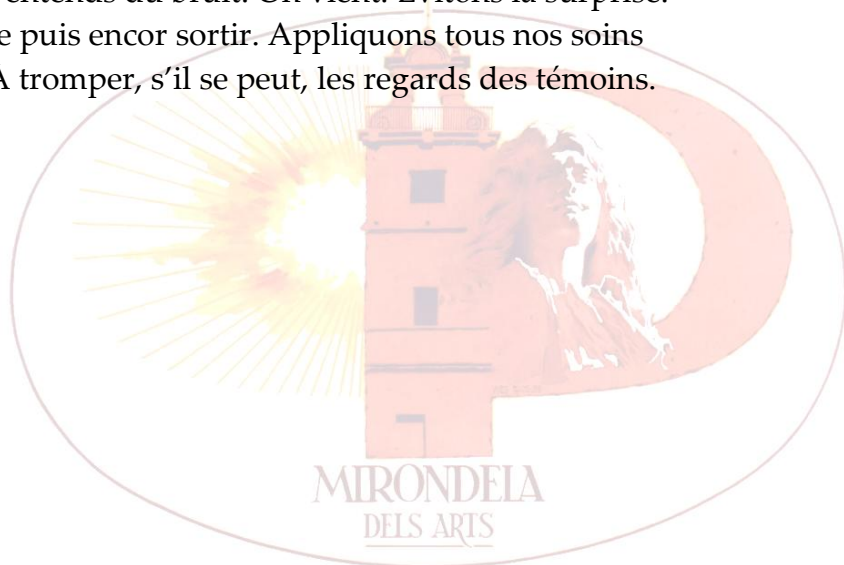 entends du bruit. On vient. Évitons la surprise.
e puis encor sortir. Appliquons tous nos soins
A tromper, s'il se peut, les regards des témoins.
MIRONDELA
DELS ARTS